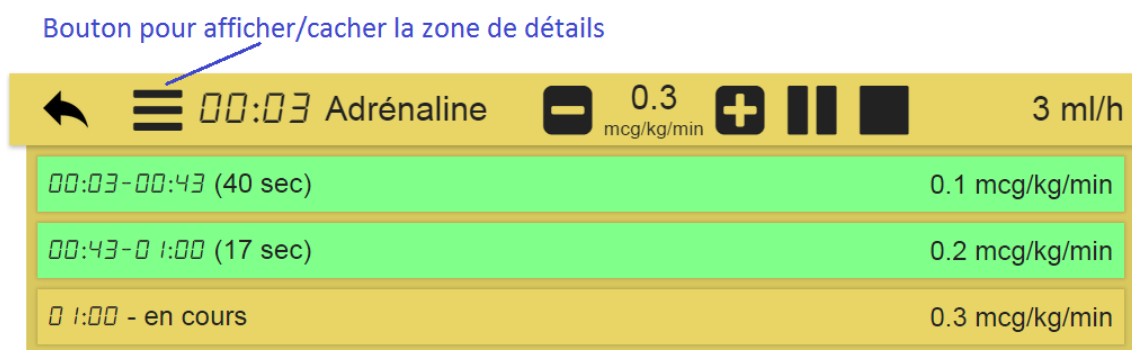 Bouton pour afficher/cacher la zone de détails
00:03 Adrénaline 0.3 mcg/kg/min 3 ml/h
00:03-00:43 (40 sec) 0.1 mcg/kg/min
00:43-01:00 (17 sec) 0.2 mcg/kg/min
01:00 - en cours 0.3 mcg/kg/min